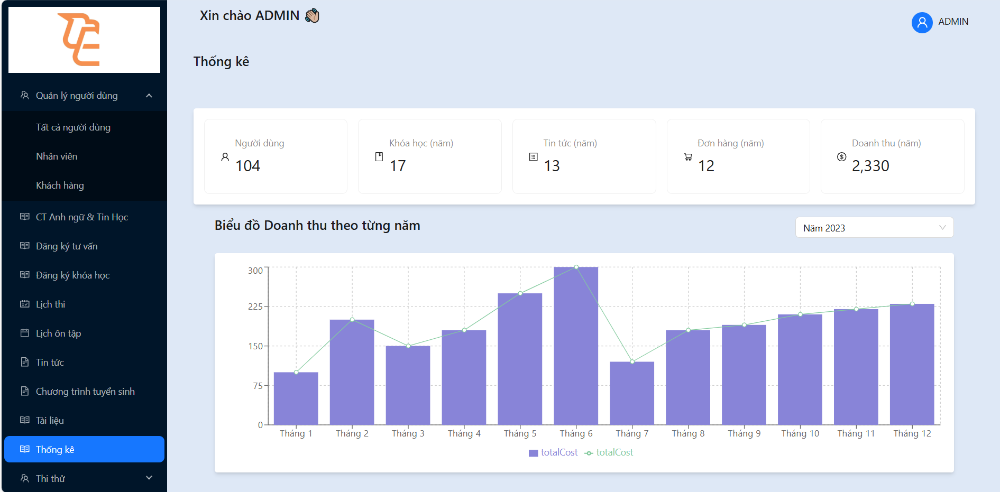 Xin chào ADMIN
ADMIN
Quản lý người dùng
Tất cả người dùng
Nhân viên
Khách hàng
CT Anh ngữ & Tin Học
Đăng ký tư vấn
Đăng ký khóa học
Lịch thi
Lịch ôn tập
Tin tức
Chương trình tuyển sinh
Tài liệu
Thống kê
Thi thử
Thống kê
Người dùng
104
Khóa học (năm)
17
Tin tức (năm)
13
Đơn hàng (năm)
12
Doanh thu (năm)
2,330
Biểu đồ Doanh thu theo từng năm
Năm 2023
300
225
150
75
0
Tháng 1 Tháng 2 Tháng 3 Tháng 4 Tháng 5 Tháng 6 Tháng 7 Tháng 8 Tháng 9 Tháng 10 Tháng 11 Tháng 12
totalCost totalCost